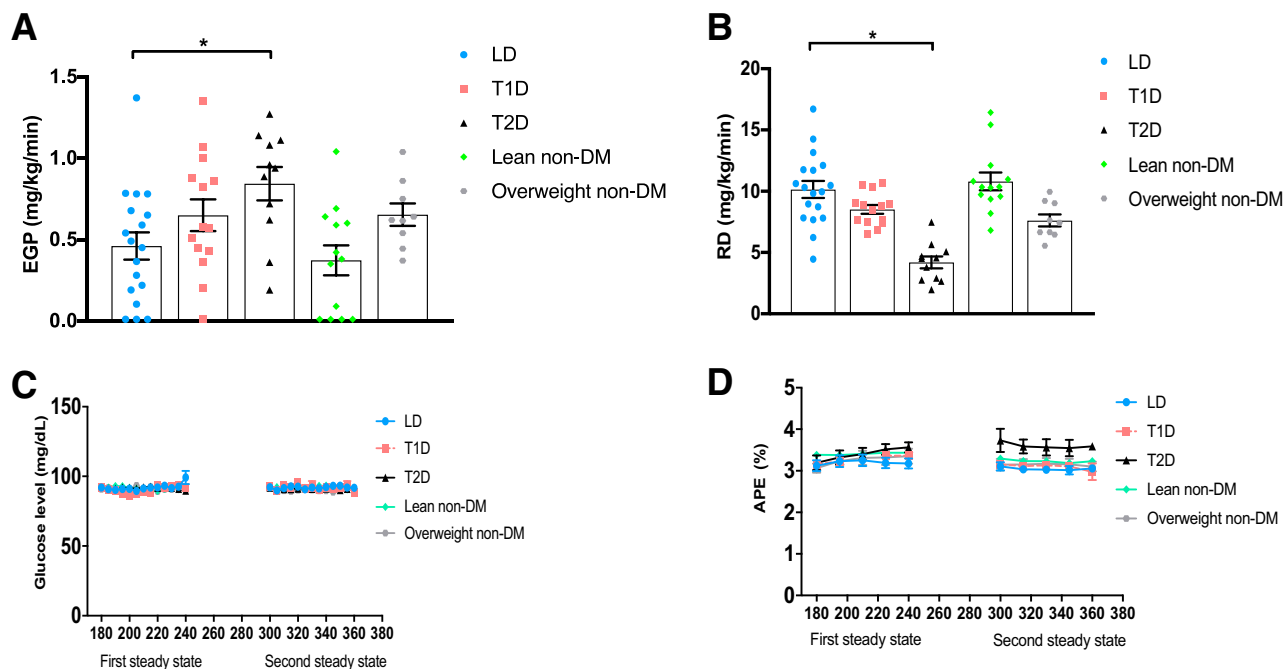 A
*
EGP (mg/kg/min)
1.5
1.0
0.5
0.0
LD
T1D
T2D
Lean non-DM
Overweight non-DM
B
*
RD (mg/kg/min)
20
15
10
5
0
LD
T1D
T2D
Lean non-DM
Overweight non-DM
C
Glucose level (mg/dL)
150
100
50
0
180 200 220 240 260 280 300 320 340 360 380
First steady state Second steady state
LD
T1D
T2D
Lean non-DM
Overweight non-DM
D
APE (%)
5
4
3
2
1
0
180 200 220 240 260 280 300 320 340 360 380
First steady state Second steady state
LD
T1D
T2D
Lean non-DM
Overweight non-DM